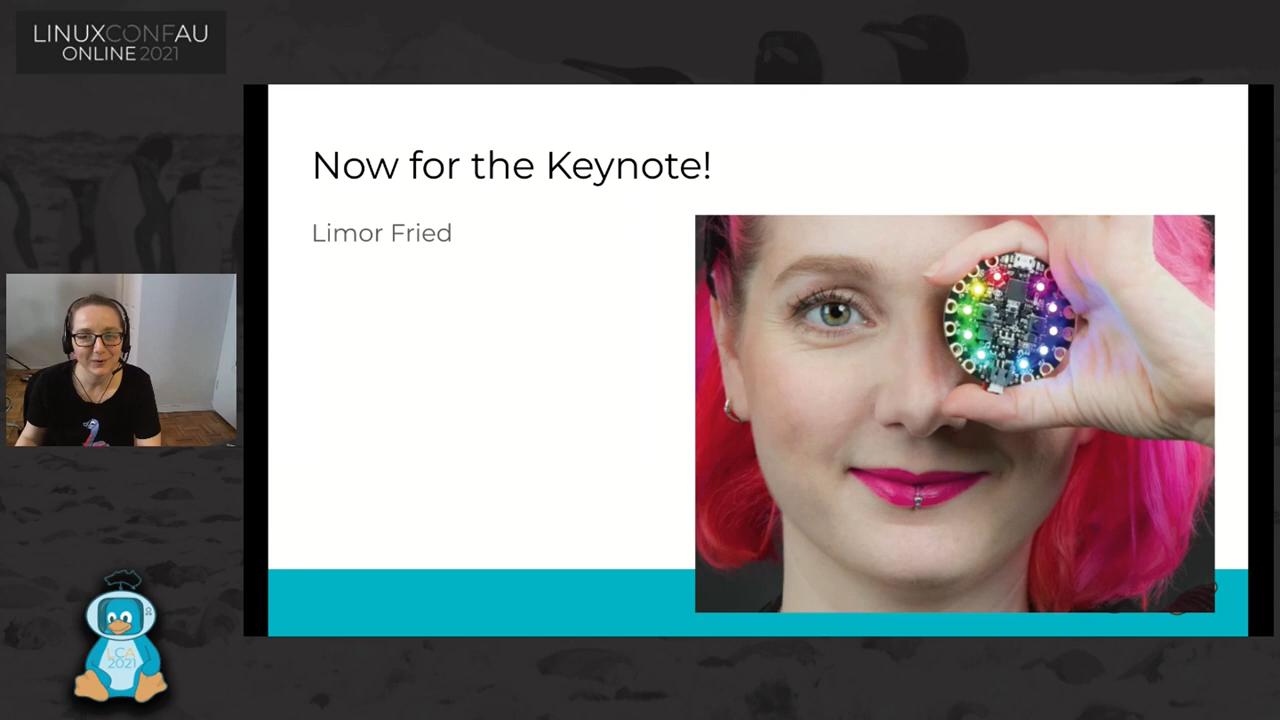 LINUXCONFAU
ONLINE 2021
Now for the Keynote!
Limor Fried
LCA
2021